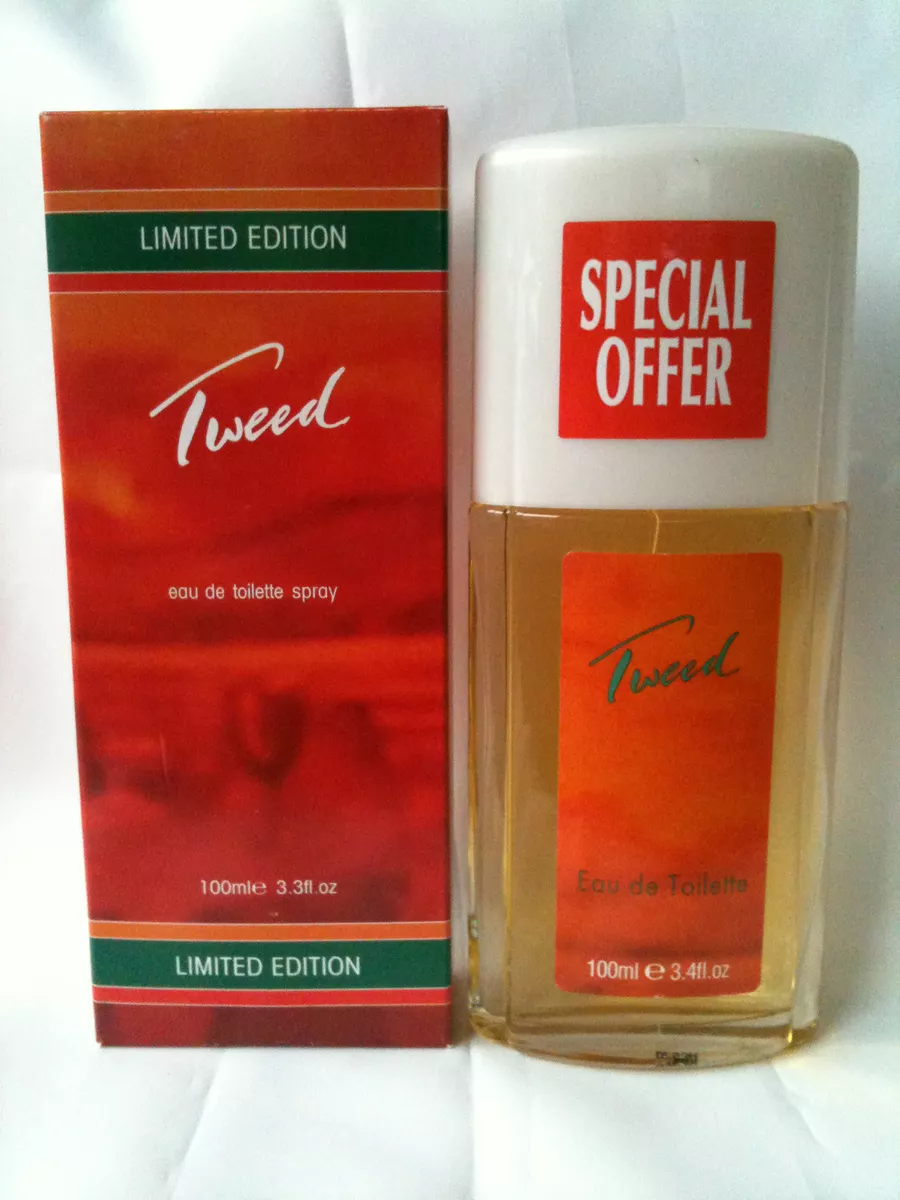 LIMITED EDITION
Tweed
eau de toilette spray
100ml℮ 3.3fl.oz
LIMITED EDITION
SPECIAL
OFFER
Tweed
Eau de Toilette
100ml ℮ 3.4fl.oz